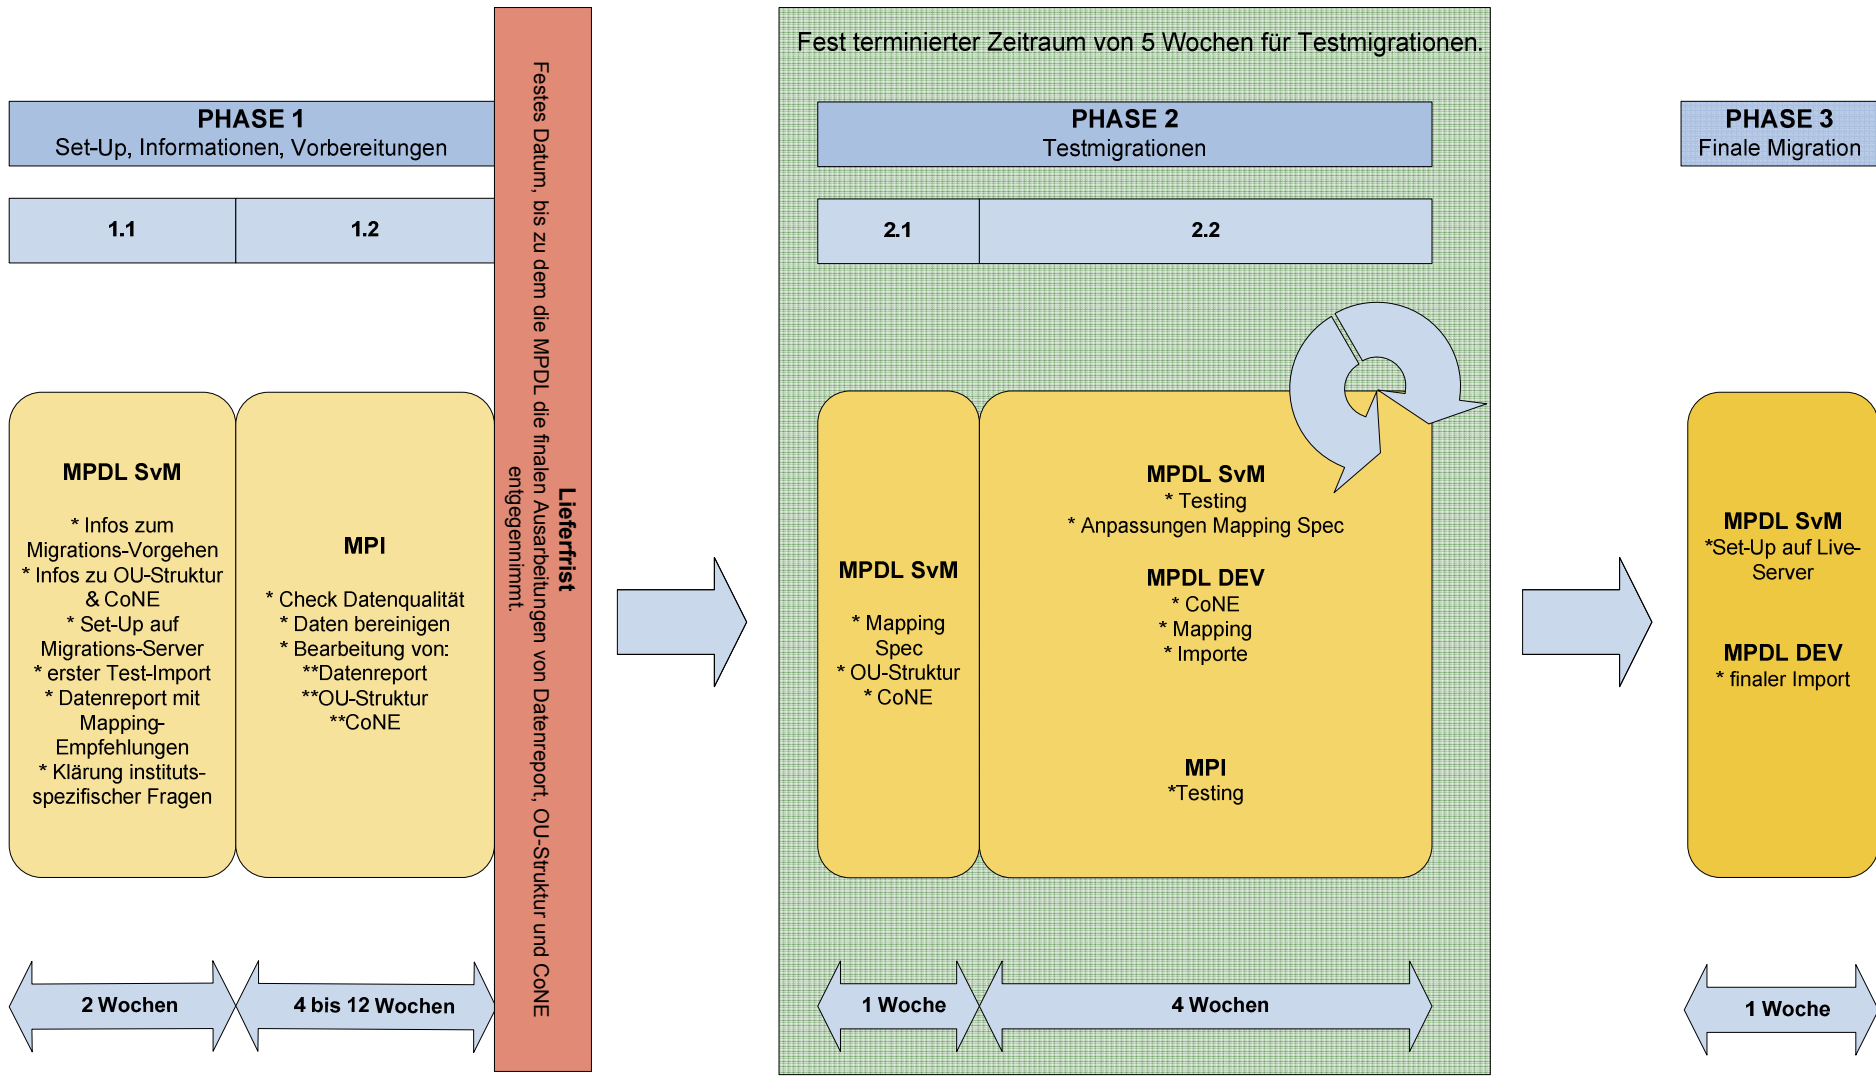 PHASE 1
Set-Up, Informationen, Vorbereitungen
1.1
1.2
MPDL SvM
* Infos zum
Migrations-Vorgehen
* Infos zu OU-Struktur
& CoNE
* Set-Up auf
Migrations-Server
* erster Test-Import
* Datenreport mit
Mapping-
Empfehlungen
* Klärung instituts-
spezifischer Fragen
MPI
* Check Datenqualität
* Daten bereinigen
* Bearbeitung von:
**Datenreport
**OU-Struktur
**CoNE
2 Wochen
4 bis 12 Wochen
Lieferfrist
Festes Datum, bis zu dem die MPDL die finalen Ausarbeitungen von Datenreport, OU-Struktur und CoNE
entgegennimmt.
Fest terminierter Zeitraum von 5 Wochen für Testmigrationen.
PHASE 2
Testmigrationen
2.1
2.2
MPDL SvM
* Mapping
Spec
* OU-Struktur
* CoNE
MPDL SvM
* Testing
* Anpassungen Mapping Spec
MPDL DEV
* CoNE
* Mapping
* Importe
MPI
*Testing
1 Woche
4 Wochen
PHASE 3
Finale Migration
MPDL SvM
*Set-Up auf Live-
Server
MPDL DEV
* finaler Import
1 Woche